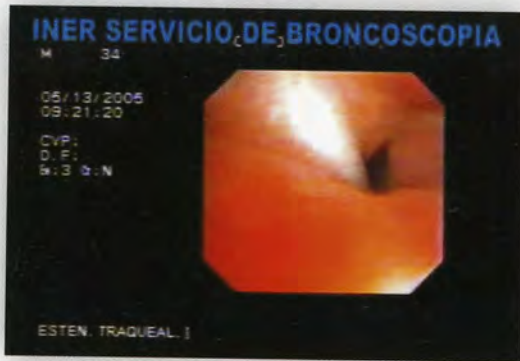 INER SERVICIO DE BRONCOSCOPIA
M 34
05/13/2005
09:21:20
CVP:
D.F:
ESTEN. TRAQUEAL.